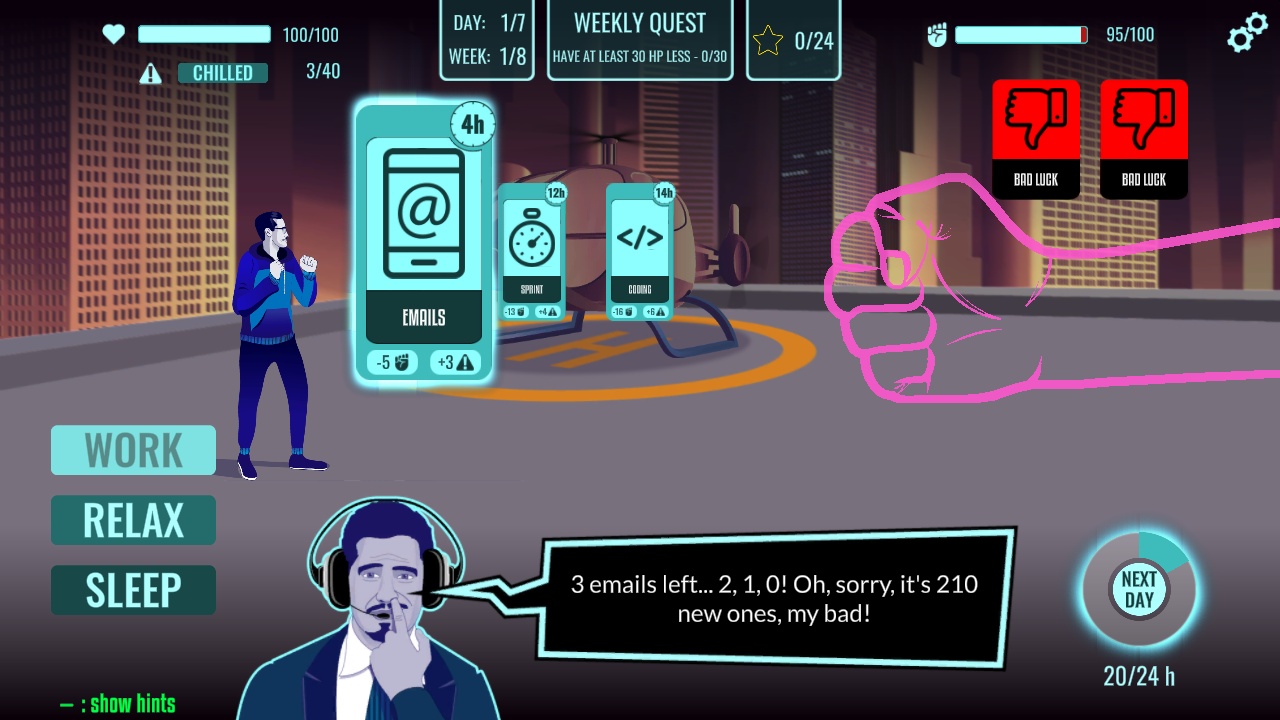 100/100
CHILLED
3/40
DAY: 1/7
WEEK: 1/8
WEEKLY QUEST
HAVE AT LEAST 30 HP LESS - 0/30
0/24
95/100
BAD LUCK
BAD LUCK
4h
@
EMAILS
-5
+3
12h
SPRINT
-13
+4
14h
</>
CODING
-16
+6
H
WORK
RELAX
SLEEP
3 emails left... 2, 1, 0! Oh, sorry, it's 210
new ones, my bad!
NEXT
DAY
20/24 h
— : show hints